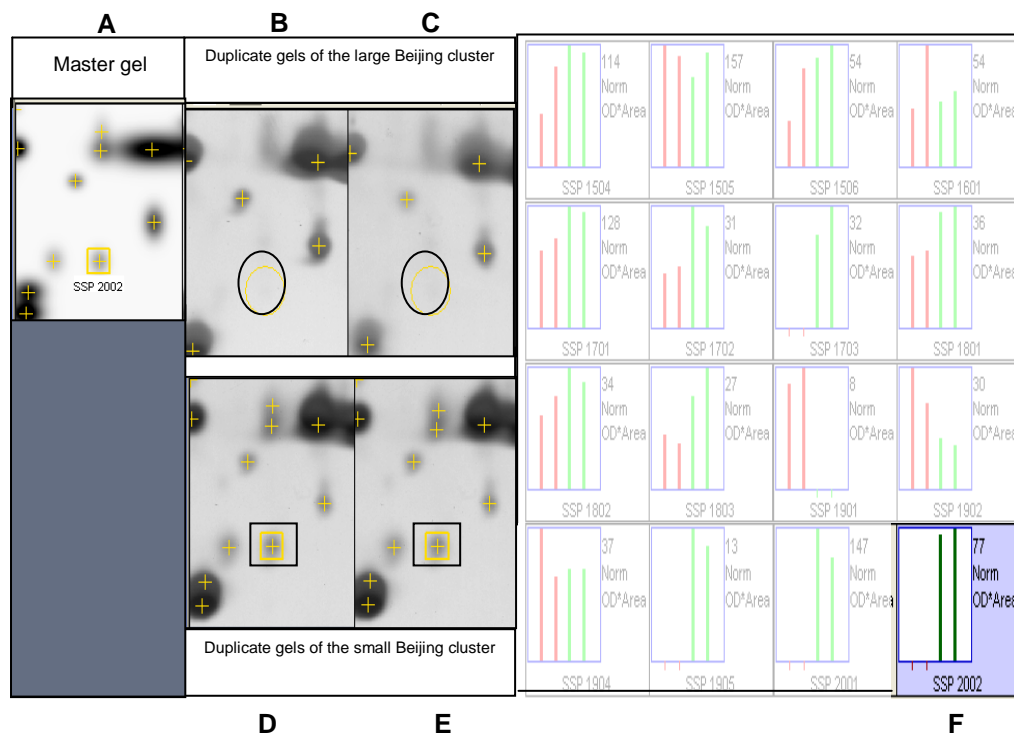 A
B
C
Master gel
Duplicate gels of the large Beijing cluster
SSP 2002
Duplicate gels of the small Beijing cluster
D
E
114
Norm
OD*Area
SSP 1504
157
Norm
OD*Area
SSP 1505
54
Norm
OD*Area
SSP 1506
54
Norm
OD*Area
SSP 1601
128
Norm
OD*Area
SSP 1701
31
Norm
OD*Area
SSP 1702
32
Norm
OD*Area
SSP 1703
36
Norm
OD*Area
SSP 1801
34
Norm
OD*Area
SSP 1802
27
Norm
OD*Area
SSP 1803
8
Norm
OD*Area
SSP 1901
30
Norm
OD*Area
SSP 1902
37
Norm
OD*Area
SSP 1904
13
Norm
OD*Area
SSP 1905
147
Norm
OD*Area
SSP 2001
77
Norm
OD*Area
SSP 2002
F